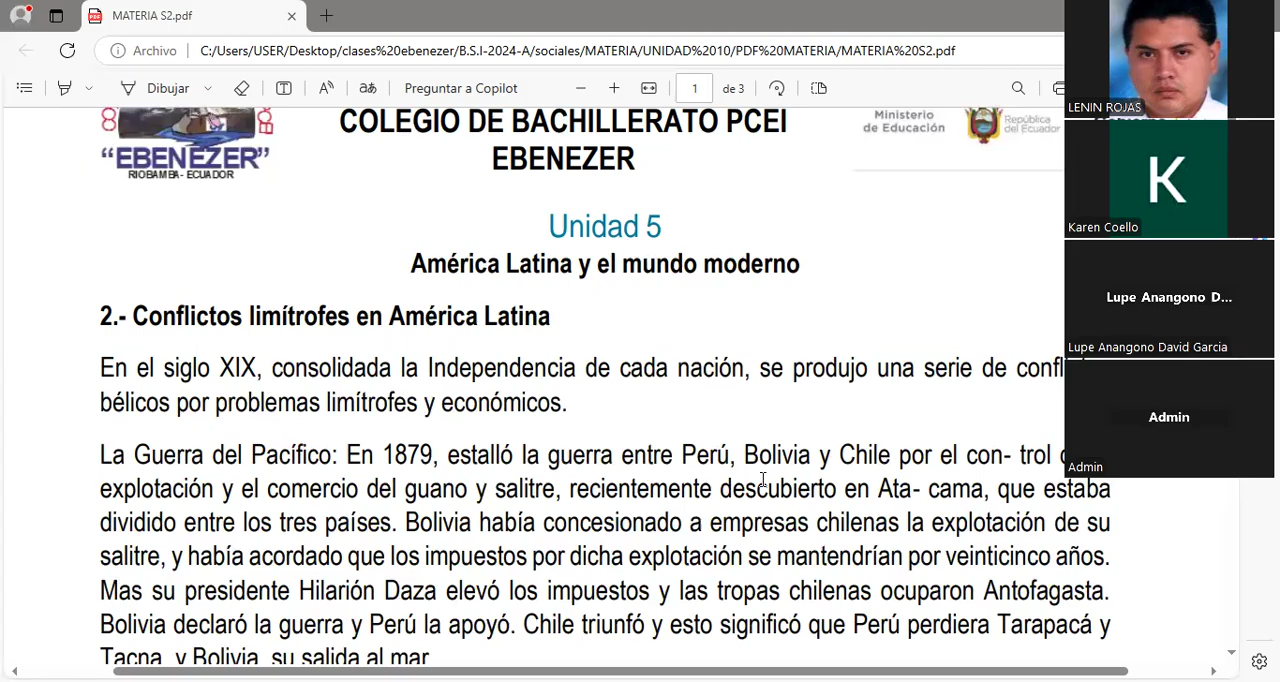 MATERIA S2.pdf
Archivo
C:/Users/USER/Desktop/clases%20ebenezer/B.S.I-2024-A/sociales/MATERIA/UNIDAD%2010/PDF%20MATERIA/MATERIA%20S2.pdf
Dibujar
Preguntar a Copilot
1
de 3
"EBENEZER"
RIOBAMBA - ECUADOR
COLEGIO DE BACHILLERATO PCEI
EBENEZER
Ministerio
de Educación
República
del Ecuador
Unidad 5
América Latina y el mundo moderno
2.- Conflictos limítrofes en América Latina
En el siglo XIX, consolidada la Independencia de cada nación, se produjo una serie de confli
bélicos por problemas limítrofes y económicos.
La Guerra del Pacífico: En 1879, estalló la guerra entre Perú, Bolivia y Chile por el con- trol
explotación y el comercio del guano y salitre, recientemente descubierto en Ata- cama, que estaba
dividido entre los tres países. Bolivia había concesionado a empresas chilenas la explotación de su
salitre, y había acordado que los impuestos por dicha explotación se mantendrían por veinticinco años.
Mas su presidente Hilarión Daza elevó los impuestos y las tropas chilenas ocuparon Antofagasta.
Bolivia declaró la guerra y Perú la apoyó. Chile triunfó y esto significó que Perú perdiera Tarapacá y
Tacna, y Bolivia, su salida al mar
LENIN ROJAS
K
Karen Coello
Lupe Anangono D...
Lupe Anangono David Garcia
Admin
Admin